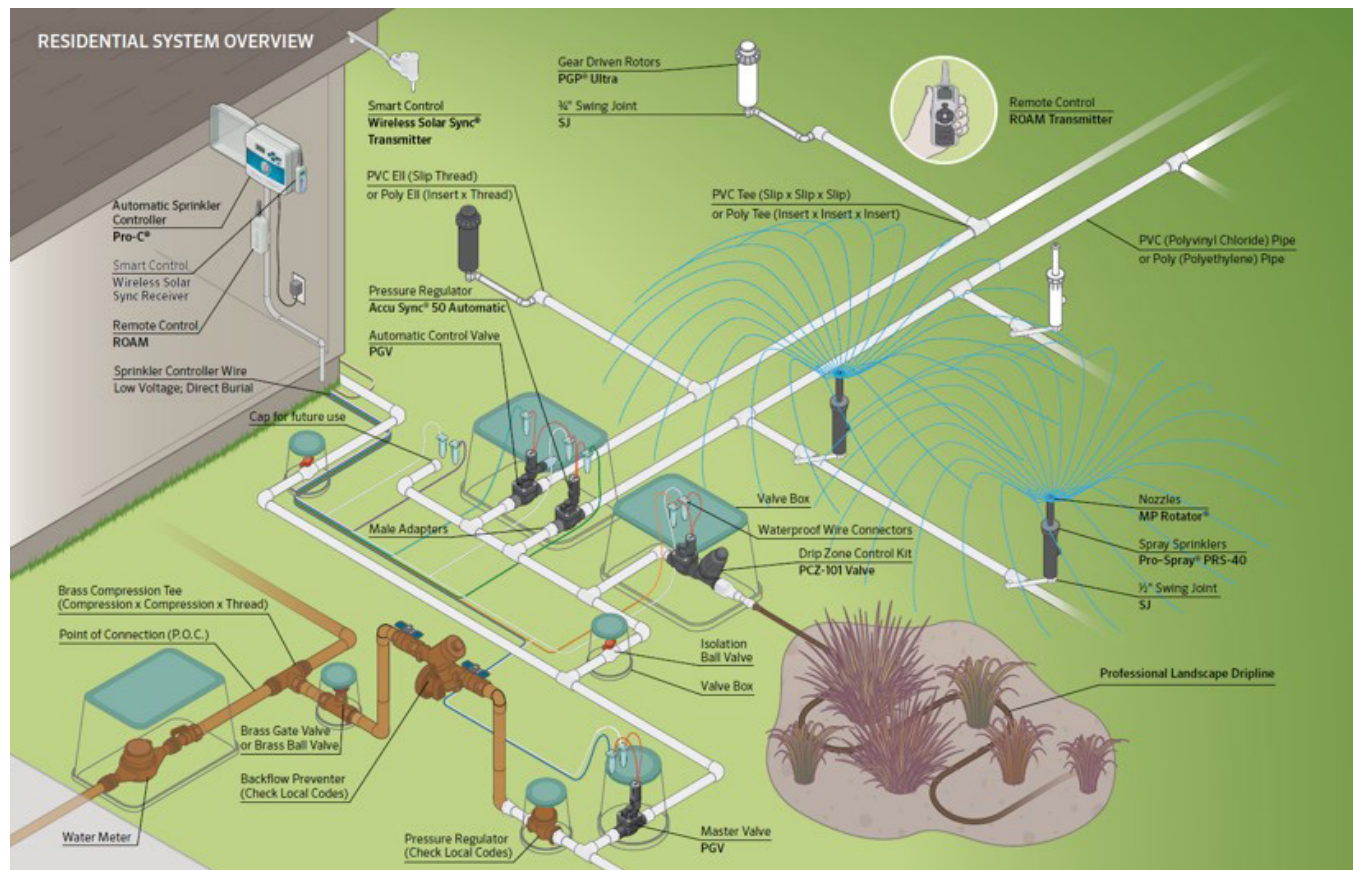 RESIDENTIAL SYSTEM OVERVIEW
Smart Control
Wireless Solar Sync®
Transmitter
Gear Driven Rotors
PGP® Ultra
¾" Swing Joint
SJ
Remote Control
ROAM Transmitter
PVC Ell (Slip Thread)
or Poly Ell (Insert x Thread)
PVC Tee (Slip x Slip x Slip)
or Poly Tee (Insert x Insert x Insert)
PVC (Polyvinyl Chloride) Pipe
or Poly (Polyethylene) Pipe
Automatic Sprinkler
Controller
Pro-C®
Smart Control
Wireless Solar
Sync Receiver
Remote Control
ROAM
Sprinkler Controller Wire
Low Voltage; Direct Burial
Pressure Regulator
Accu Sync® 50 Automatic
Automatic Control Valve
PGV
Cap for future use
Male Adapters
Valve Box
Waterproof Wire Connectors
Drip Zone Control Kit
PCZ-101 Valve
Nozzles
MP Rotator®
Spray Sprinklers
Pro-Spray® PRS-40
½" Swing Joint
SJ
Brass Compression Tee
(Compression x Compression x Thread)
Point of Connection (P.O.C.)
Isolation
Ball Valve
Valve Box
Professional Landscape Dripline
Brass Gate Valve
or Brass Ball Valve
Backflow Preventer
(Check Local Codes)
Water Meter
Pressure Regulator
(Check Local Codes)
Master Valve
PGV